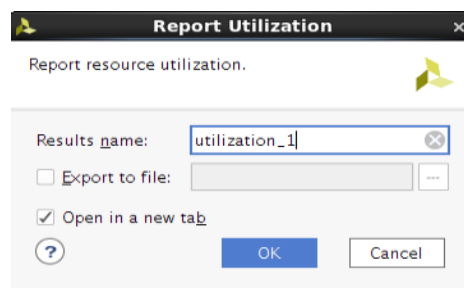 Report Utilization
Report resource utilization.
Results name: utilization_1
Export to file: ...
Open in a new tab
? OK Cancel